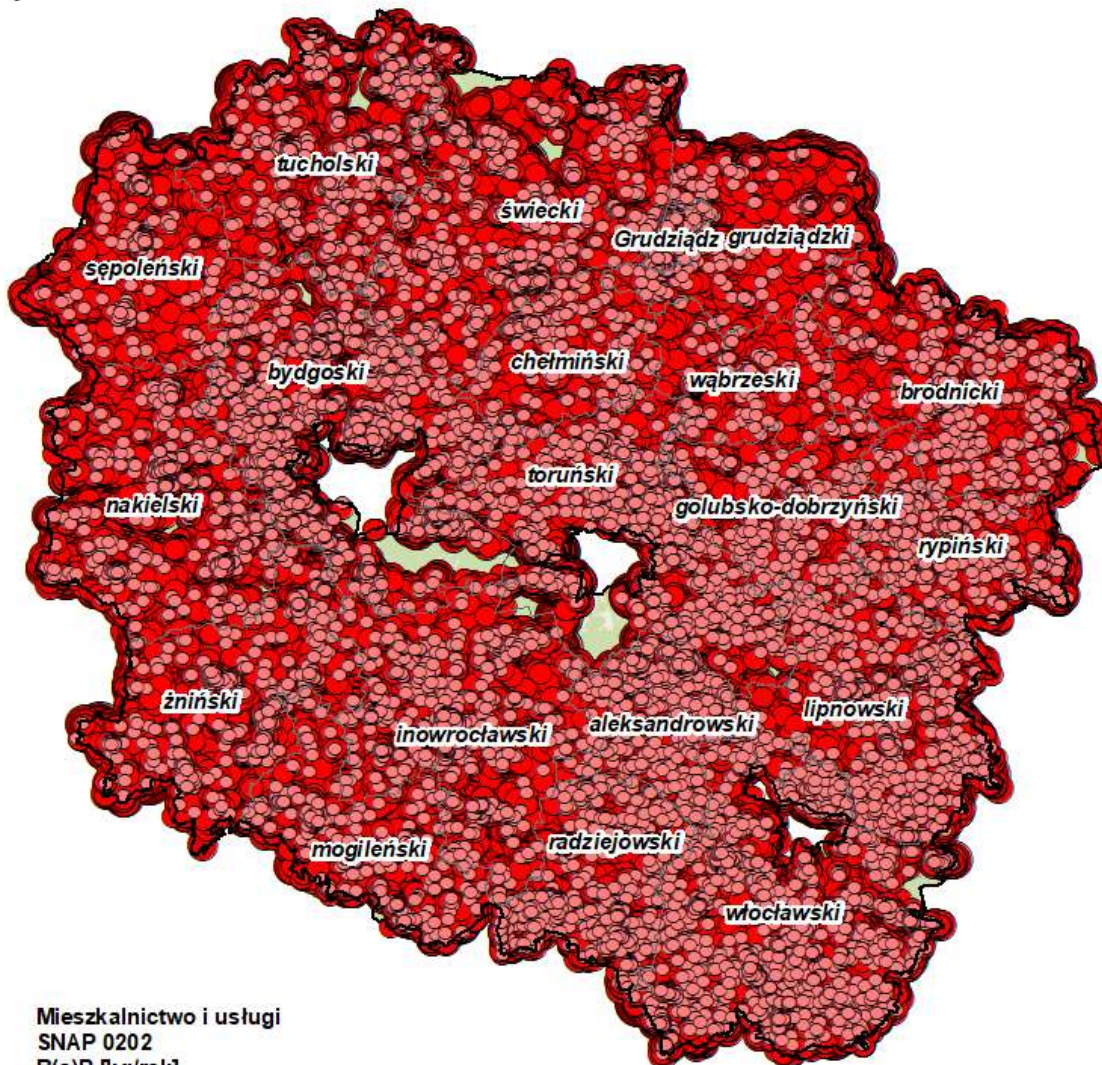 tucholski
świecki
Grudziądz grudziądzki
sępoleński
chełmiński
bydgoski
wąbrzeski
brodnicki
toruński
nakielski
golubsko-dobrzyński
rypiński
żniński
aleksandrowski
lipnowski
inowrocławski
radziejowski
mogileński
włocławski
Mieszkalnictwo i usługi
SNAP 0202